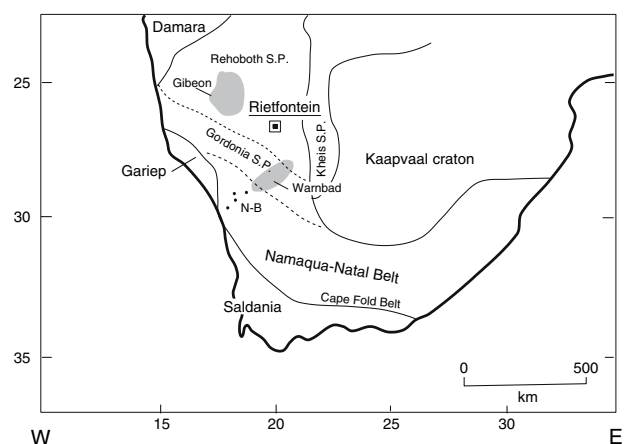 Damara
Rehoboth S.P.
Gibeon
25
Rietfontein
Gordonia S.P.
Kheis S.P.
Kaapvaal craton
Gariep
Warnbad
N-B
30
Namaqua-Natal Belt
Cape Fold Belt
Saldania
35
0 500
km
15 20 25 30
W E